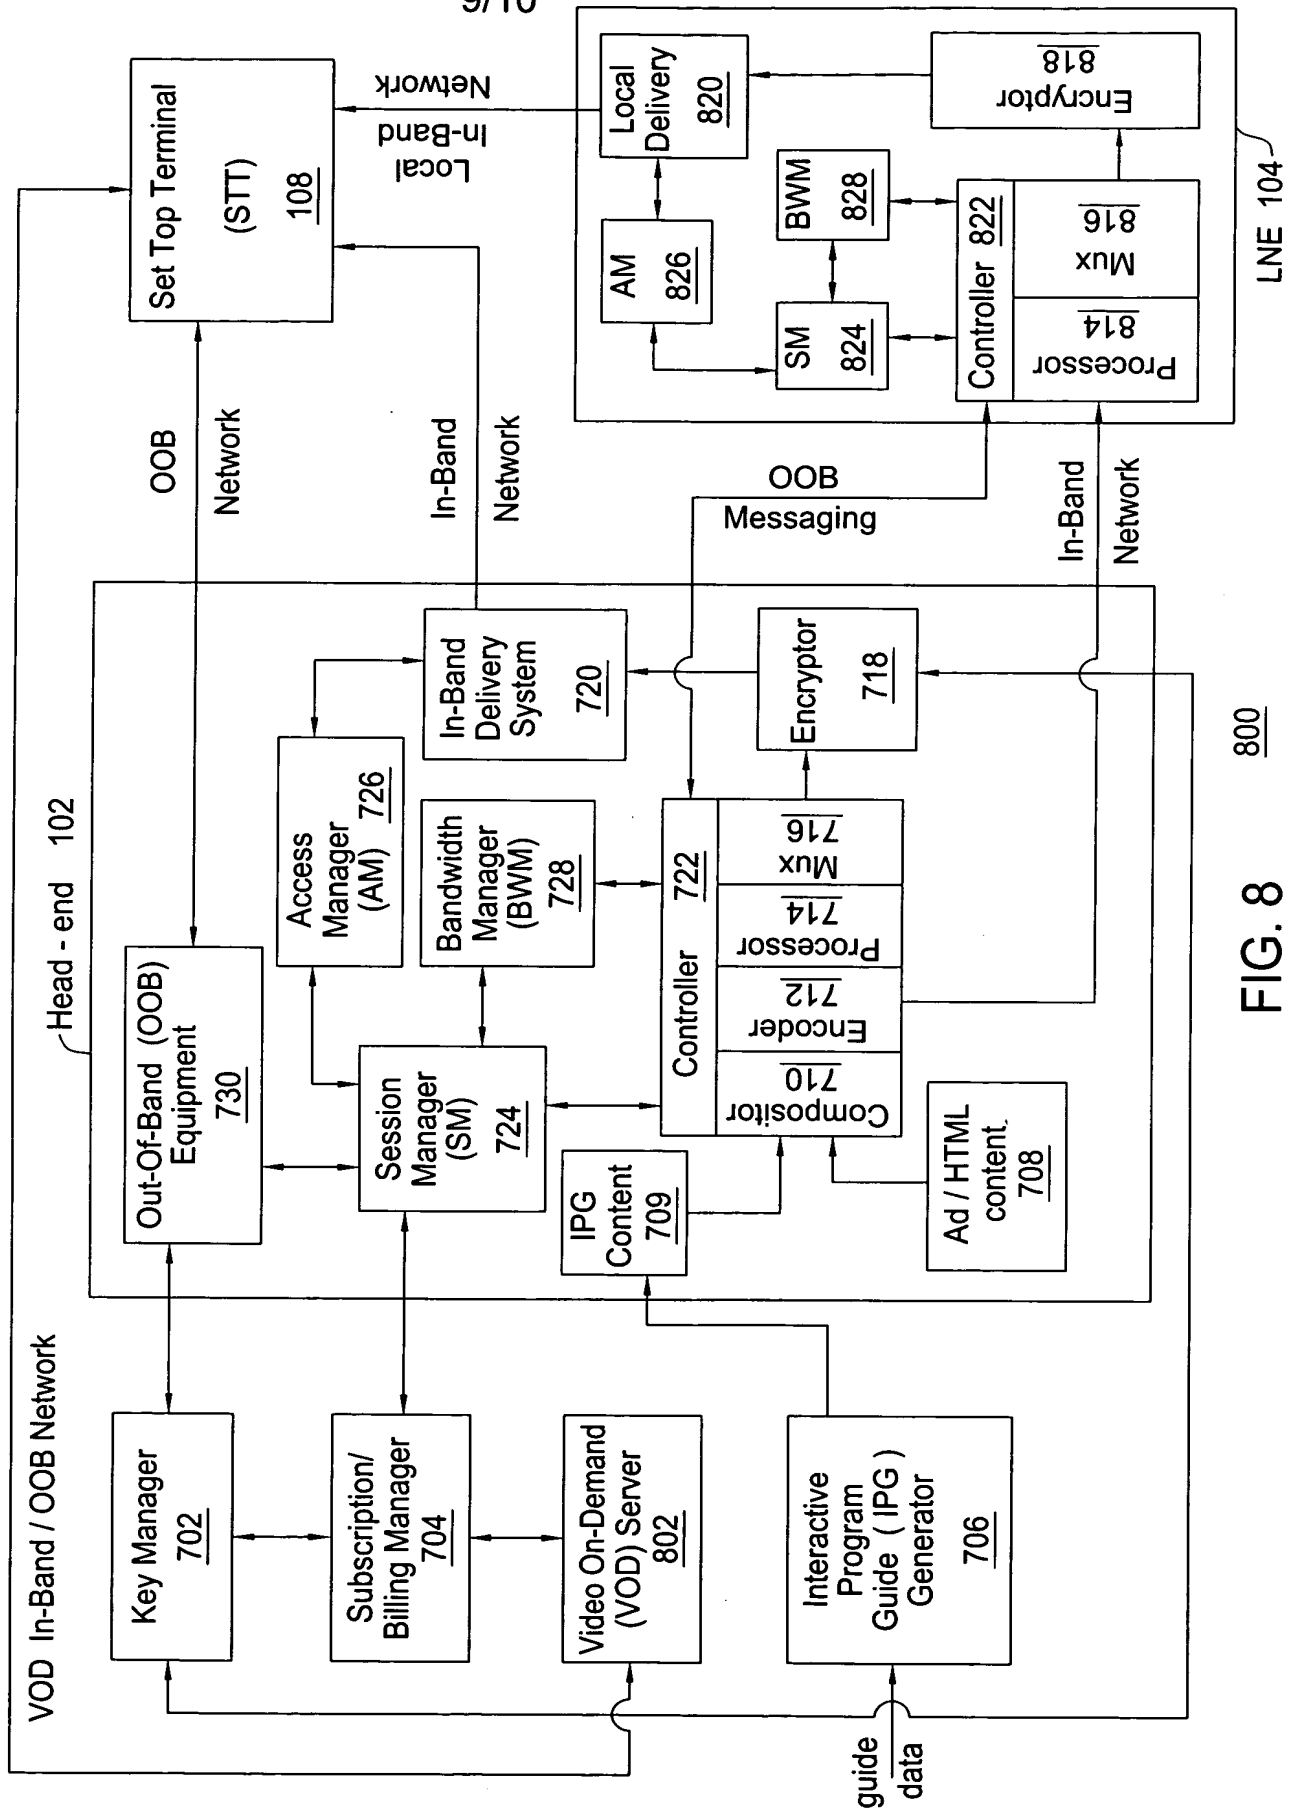 9/10
VOD In-Band / OOB Network
Key Manager
702
Subscription/
Billing Manager
704
Video On-Demand
(VOD) Server
802
Interactive
Program
Guide ( IPG )
Generator
706
guide
data
Head - end 102
Out-Of-Band (OOB)
Equipment
730
Access
Manager
(AM) 726
Session
Manager
(SM)
724
Bandwidth
Manager
(BWM)
728
In-Band
Delivery
System
720
IPG
Content
709
Controller 722
Compositor
710
Encoder
712
Processor
714
Mux
716
Encryptor
718
Ad / HTML
content
708
OOB
Network
In-Band
Network
OOB
Messaging
In-Band
Network
Set Top Terminal
(STT)
108
Local
In-Band
Network
Local
Delivery
820
AM
826
SM
824
BWM
828
Controller 822
Processor
814
Mux
816
Encryptor
818
LNE 104
800
FIG. 8